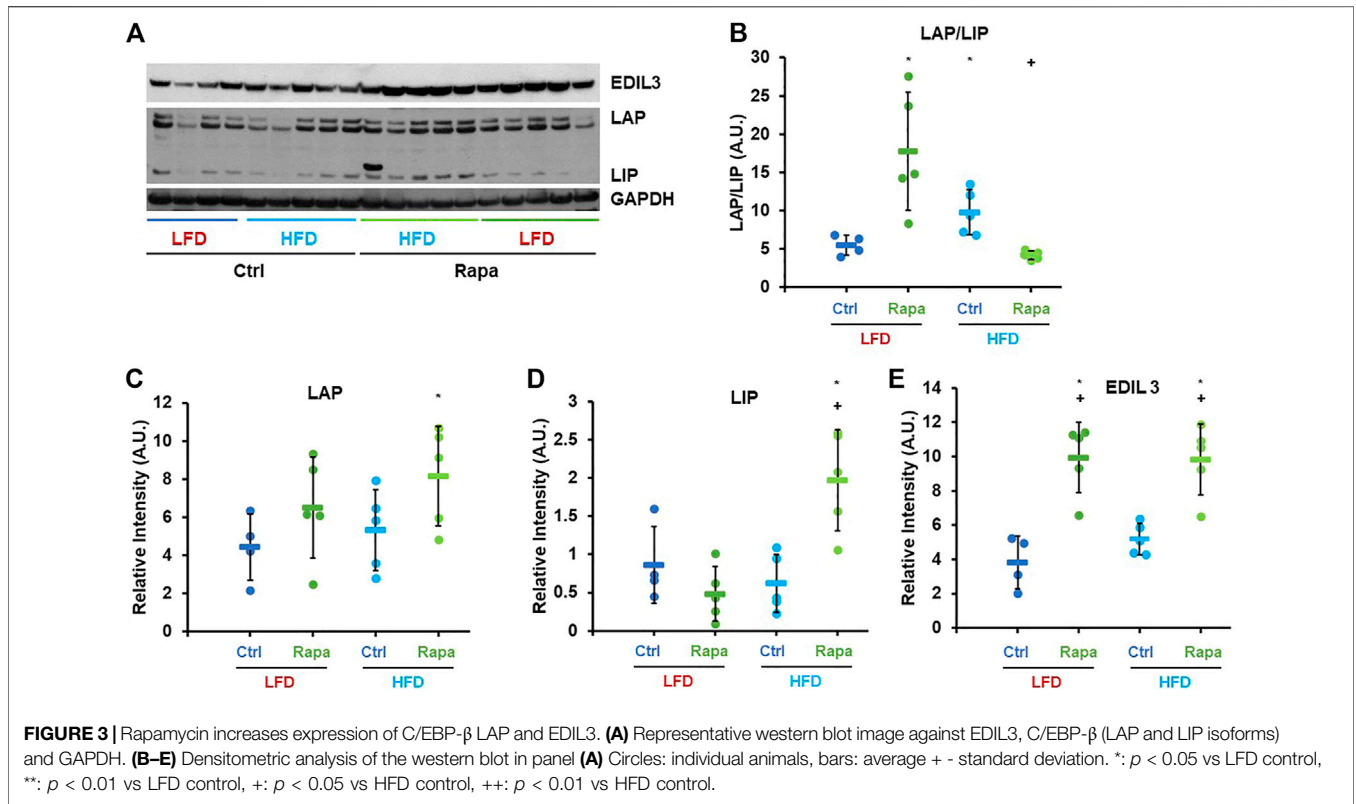 A
EDIL3
LAP
LIP
GAPDH
LFD HFD HFD LFD
Ctrl Rapa
B
LAP/LIP
LAP/LIP (A.U.)
30
25
20
15
10
5
0
* * +
Ctrl Rapa Ctrl Rapa
LFD HFD
C
LAP
Relative Intensity (A.U.)
12
10
8
6
4
2
0
*
Ctrl Rapa Ctrl Rapa
LFD HFD
D
LIP
Relative Intensity (A.U.)
3
2.5
2
1.5
1
0.5
0
*
+
Ctrl Rapa Ctrl Rapa
LFD HFD
E
EDIL 3
Relative Intensity (A.U.)
14
12
10
8
6
4
2
0
* *
+ +
Ctrl Rapa Ctrl Rapa
LFD HFD
FIGURE 3 | Rapamycin increases expression of C/EBP-β LAP and EDIL3. (A) Representative western blot image against EDIL3, C/EBP-β (LAP and LIP isoforms)
and GAPDH. (B–E) Densitometric analysis of the western blot in panel (A) Circles: individual animals, bars: average + - standard deviation. *: p < 0.05 vs LFD control,
**: p < 0.01 vs LFD control, +: p < 0.05 vs HFD control, ++: p < 0.01 vs HFD control.